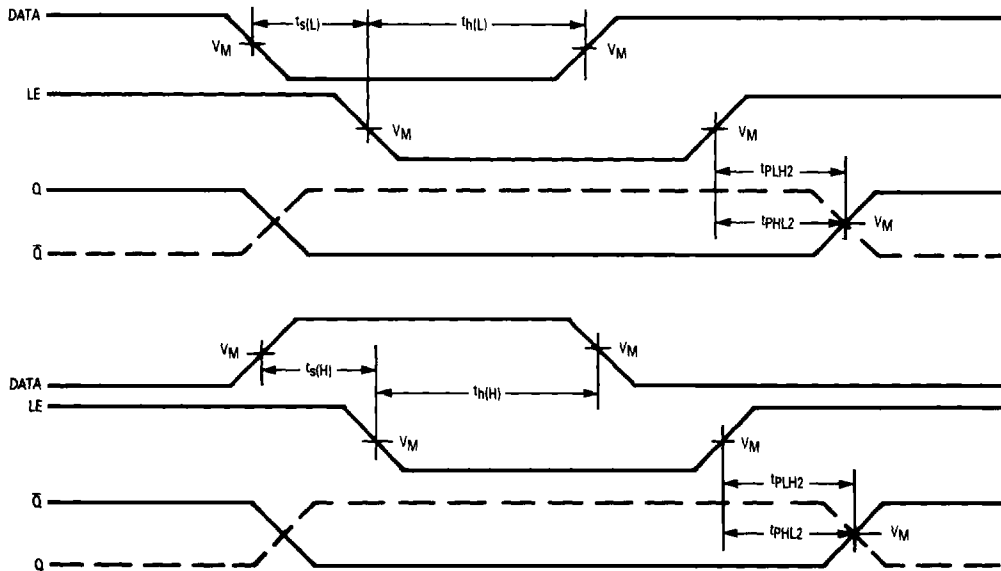 DATA
ts(L) th(L)
VM VM
LE
VM VM
tPLH2
Q
tPHL2 VM
Q̅
VM VM
ts(H)
DATA
th(H)
LE
VM VM
tPLH2
Q̅
tPHL2 VM
Q